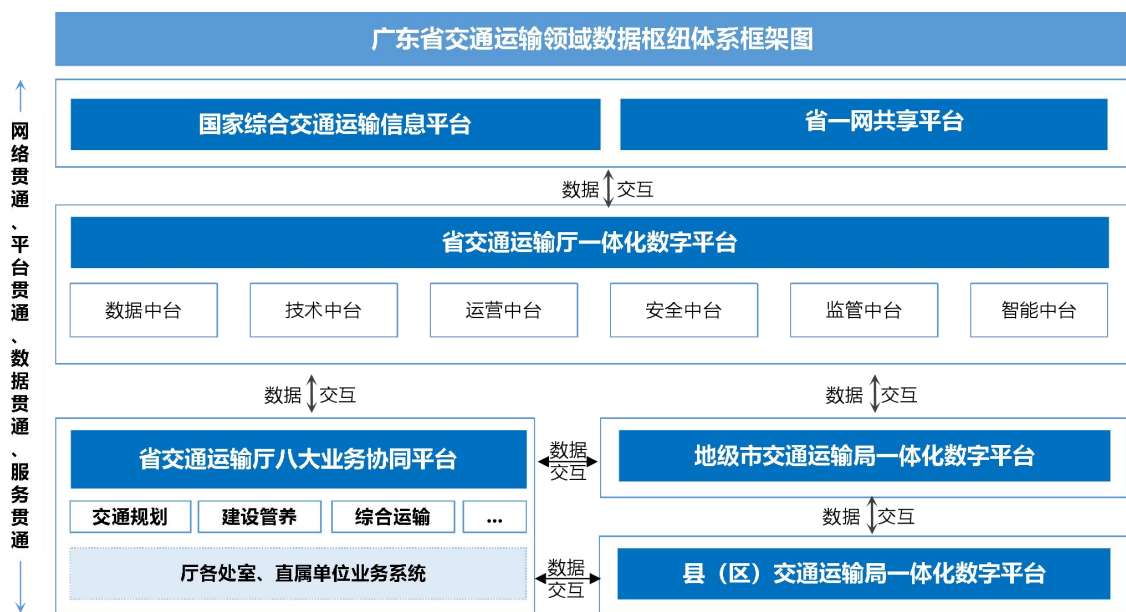 广东省交通运输领域数据枢纽体系框架图
网络贯通、平台贯通、数据贯通、服务贯通
国家综合交通运输信息平台
省一网共享平台
数据 交互
省交通运输厅一体化数字平台
数据中台
技术中台
运营中台
安全中台
监管中台
智能中台
数据 交互
数据 交互
省交通运输厅八大业务协同平台
数据
交互
地级市交通运输局一体化数字平台
交通规划
建设管养
综合运输
...
数据 交互
厅各处室、直属单位业务系统
数据
交互
县（区）交通运输局一体化数字平台